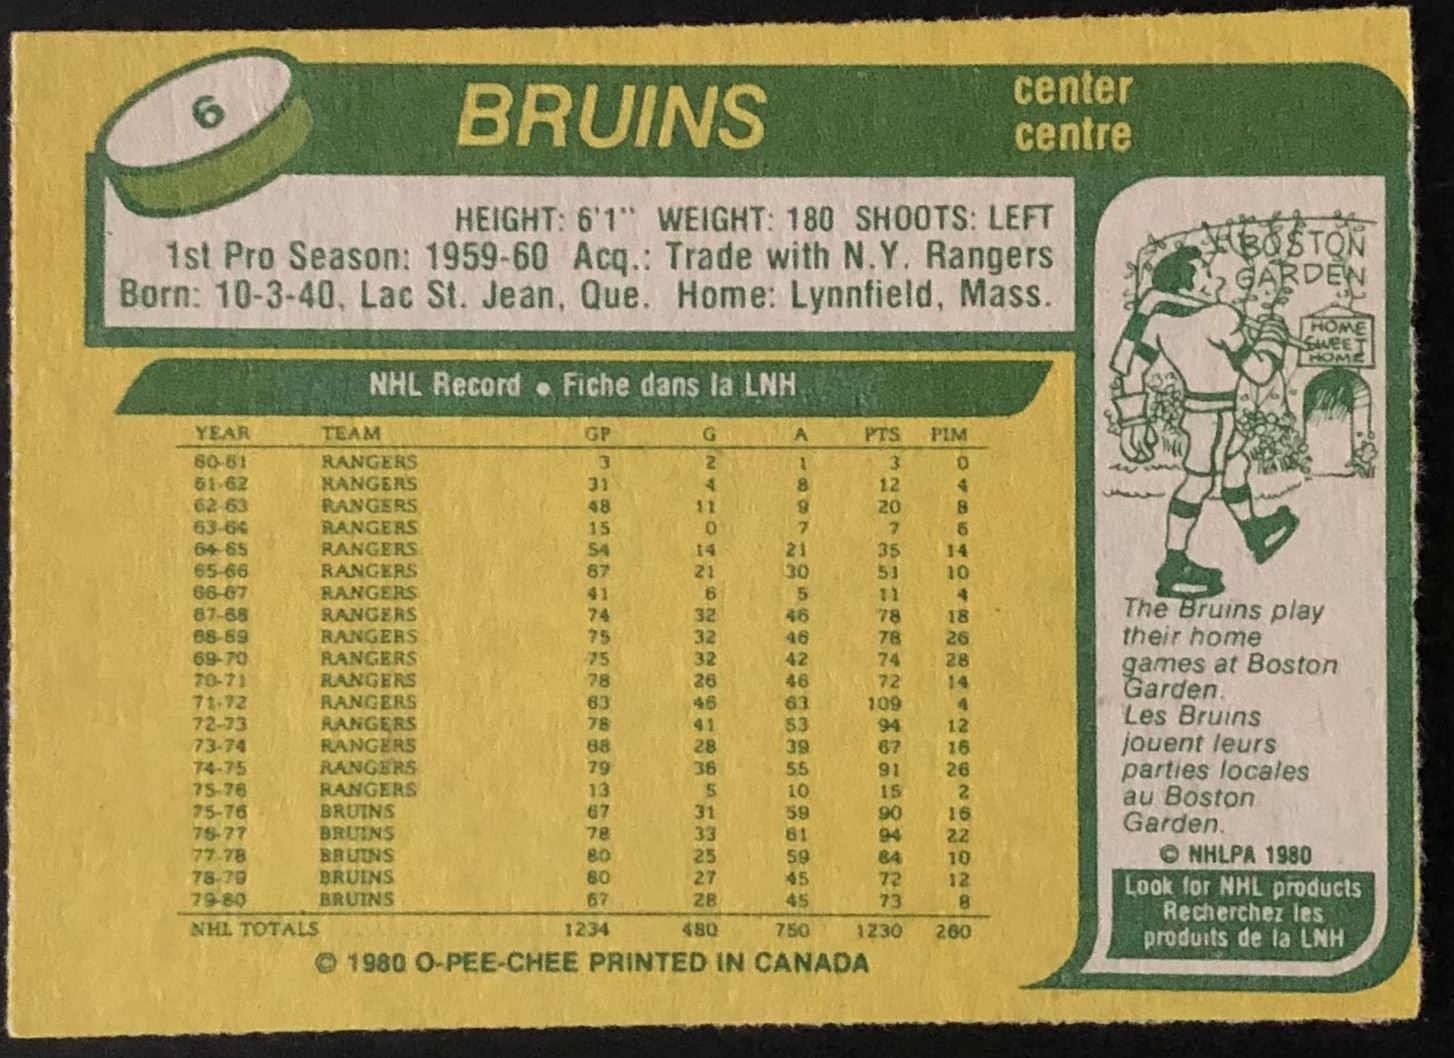 6
BRUINS
center
centre
HEIGHT: 6'1" WEIGHT: 180 SHOOTS: LEFT
1st Pro Season: 1959-60 Acq.: Trade with N.Y. Rangers
Born: 10-3-40, Lac St. Jean, Que. Home: Lynnfield, Mass.
NHL Record • Fiche dans la LNH
YEAR TEAM GP G A PTS PIM
60-61 RANGERS 3 2 1 3 0
61-62 RANGERS 31 4 8 12 4
62-63 RANGERS 48 11 9 20 8
63-64 RANGERS 15 0 7 7 6
64-65 RANGERS 54 14 21 35 14
65-66 RANGERS 67 21 30 51 10
66-67 RANGERS 41 6 5 11 4
67-68 RANGERS 74 32 46 78 18
68-69 RANGERS 75 32 46 78 26
69-70 RANGERS 75 32 42 74 28
70-71 RANGERS 78 26 46 72 14
71-72 RANGERS 63 46 63 109 4
72-73 RANGERS 78 41 53 94 12
73-74 RANGERS 68 28 39 67 16
74-75 RANGERS 79 36 55 91 26
75-76 RANGERS 13 5 10 15 2
75-76 BRUINS 67 31 59 90 16
76-77 BRUINS 78 33 61 94 22
77-78 BRUINS 80 25 59 84 10
78-79 BRUINS 80 27 45 72 12
79-80 BRUINS 67 28 45 73 8
NHL TOTALS 1234 480 750 1230 260
© 1980 O-PEE-CHEE PRINTED IN CANADA
BOSTON
GARDEN
HOME
SWEET
HOME
The Bruins play
their home
games at Boston
Garden.
Les Bruins
jouent leurs
parties locales
au Boston
Garden.
© NHLPA 1980
Look for NHL products
Recherchez les
produits de la LNH